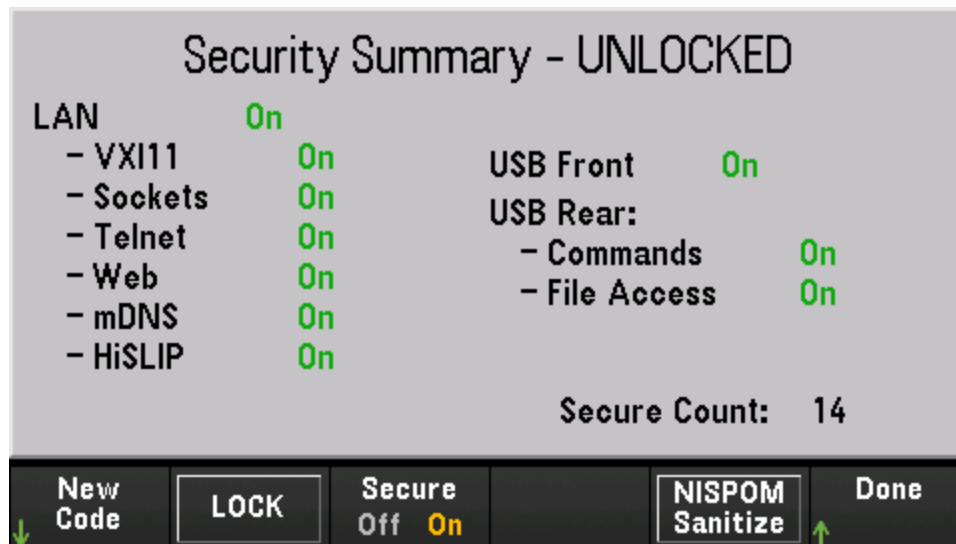 Security Summary - UNLOCKED
LAN On
- VXI11 On
- Sockets On
- Telnet On
- Web On
- mDNS On
- HiSLIP On
USB Front On
USB Rear:
- Commands On
- File Access On
Secure Count: 14
New
Code
LOCK
Secure
Off On
NISPOM
Sanitize
Done